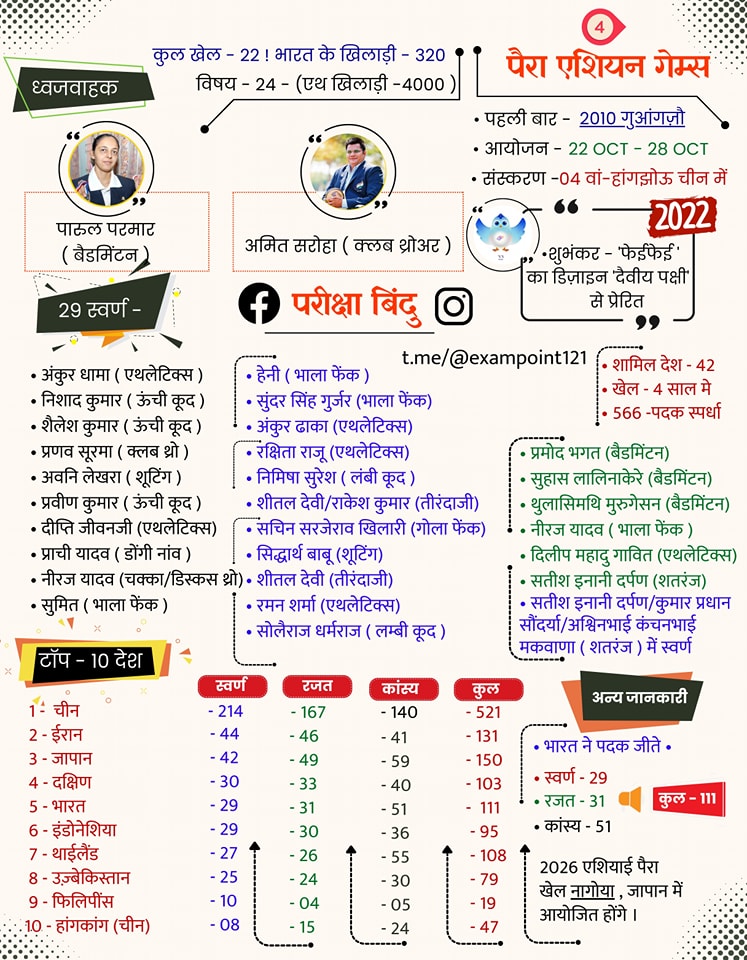 4
कुल खेल - 22 ! भारत के खिलाड़ी - 320
पैरा एशियन गेम्स
ध्वजवाहक
विषय - 24 - (एथ खिलाड़ी -4000 )
• पहली बार - 2010 गुआंगज़ौ
• आयोजन - 22 OCT - 28 OCT
• संस्करण -04 वां-हांगझोऊ चीन में
पारुल परमार
( बैडमिंटन )
अमित सरोहा ( क्लब थ्रोअर )
2022
•शुभंकर - 'फेईफेई '
का डिज़ाइन 'दैवीय पक्षी'
से प्रेरित
29 स्वर्ण -
परीक्षा बिंदु
t.me/@exampoint121
• शामिल देश - 42
• खेल - 4 साल मे
• 566 -पदक स्पर्धा
• अंकुर धामा ( एथलेटिक्स )
• निशाद कुमार ( ऊंची कूद )
• शैलेश कुमार ( ऊंची कूद )
• प्रणव सूरमा ( क्लब थ्रो )
• अवनि लेखरा ( शूटिंग )
• प्रवीण कुमार ( ऊंची कूद )
• दीप्ति जीवनजी (एथलेटिक्स)
• प्राची यादव ( डोंगी नांव )
• नीरज यादव (चक्का/डिस्कस थ्रो)
• सुमित ( भाला फेंक )
• हेनी ( भाला फेंक )
• सुंदर सिंह गुर्जर (भाला फेंक)
• अंकुर ढाका (एथलेटिक्स)
• रक्षिता राजू (एथलेटिक्स)
• निमिषा सुरेश ( लंबी कूद )
• शीतल देवी/राकेश कुमार (तीरंदाजी)
• सचिन सरजेराव खिलारी (गोला फेंक)
• सिद्धार्थ बाबू (शूटिंग)
• शीतल देवी (तीरंदाजी)
• रमन शर्मा (एथलेटिक्स)
• सोलैराज धर्मराज ( लम्बी कूद )
• प्रमोद भगत (बैडमिंटन)
• सुहास लालिनाकेरे (बैडमिंटन)
• थुलासिमथि मुरुगेसन (बैडमिंटन)
• नीरज यादव ( भाला फेंक )
• दिलीप महादु गावित (एथलेटिक्स)
• सतीश इनानी दर्पण (शतरंज)
• सतीश इनानी दर्पण/कुमार प्रधान
सौंदर्या/अश्विनभाई कंचनभाई
मकवाणा ( शतरंज ) में स्वर्ण
टॉप - 10 देश
स्वर्ण रजत कांस्य कुल
1 - चीन - 214 - 167 - 140 - 521
2 - ईरान - 44 - 46 - 41 - 131
3 - जापान - 42 - 49 - 59 - 150
4 - दक्षिण - 30 - 33 - 40 - 103
5 - भारत - 29 - 31 - 51 - 111
6 - इंडोनेशिया - 29 - 30 - 36 - 95
7 - थाईलैंड - 27 - 26 - 55 - 108
8 - उज़्बेकिस्तान - 25 - 24 - 30 - 79
9 - फिलिपींस - 10 - 04 - 05 - 19
10 - हांगकांग (चीन) - 08 - 15 - 24 - 47
अन्य जानकारी
• भारत ने पदक जीते •
• स्वर्ण - 29
• रजत - 31
• कांस्य - 51
कुल - 111
2026 एशियाई पैरा
खेल नागोया , जापान में
आयोजित होंगे ।